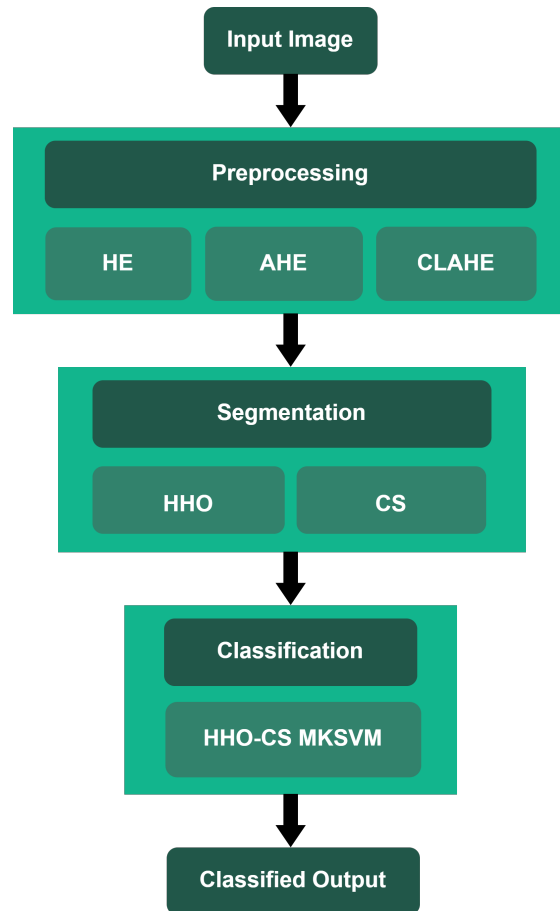 Input Image
Preprocessing
HE
AHE
CLAHE
Segmentation
HHO
CS
Classification
HHO-CS MKSVM
Classified Output